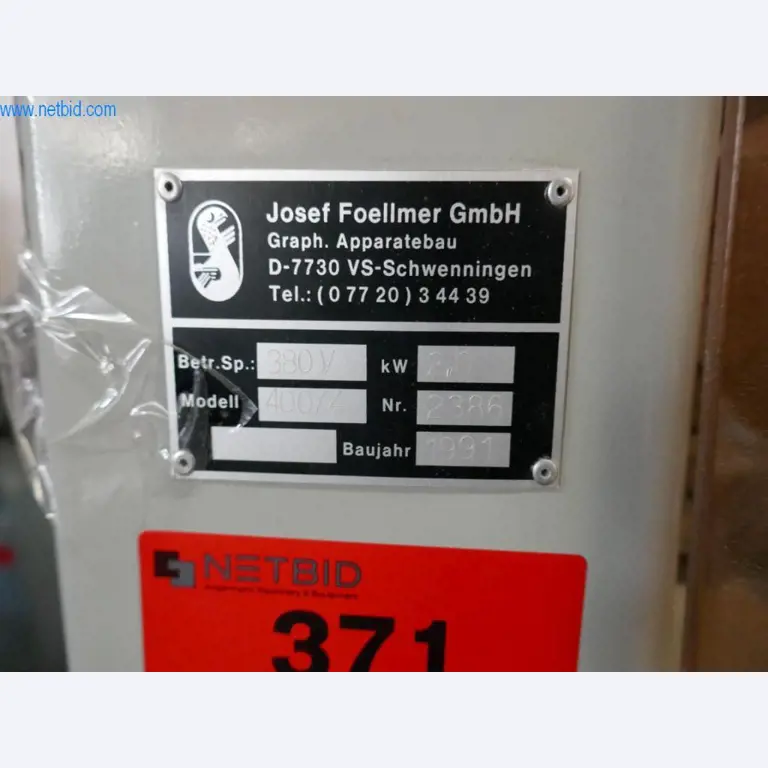 www.netbid.com
Josef Foellmer GmbH
Graph. Apparatebau
D-7730 VS-Schwenningen
Tel.: (0 77 20) 3 44 39
Betr.Sp.: 380 V kW
Modell Nr. 2386
Baujahr 1991
NETBID
371